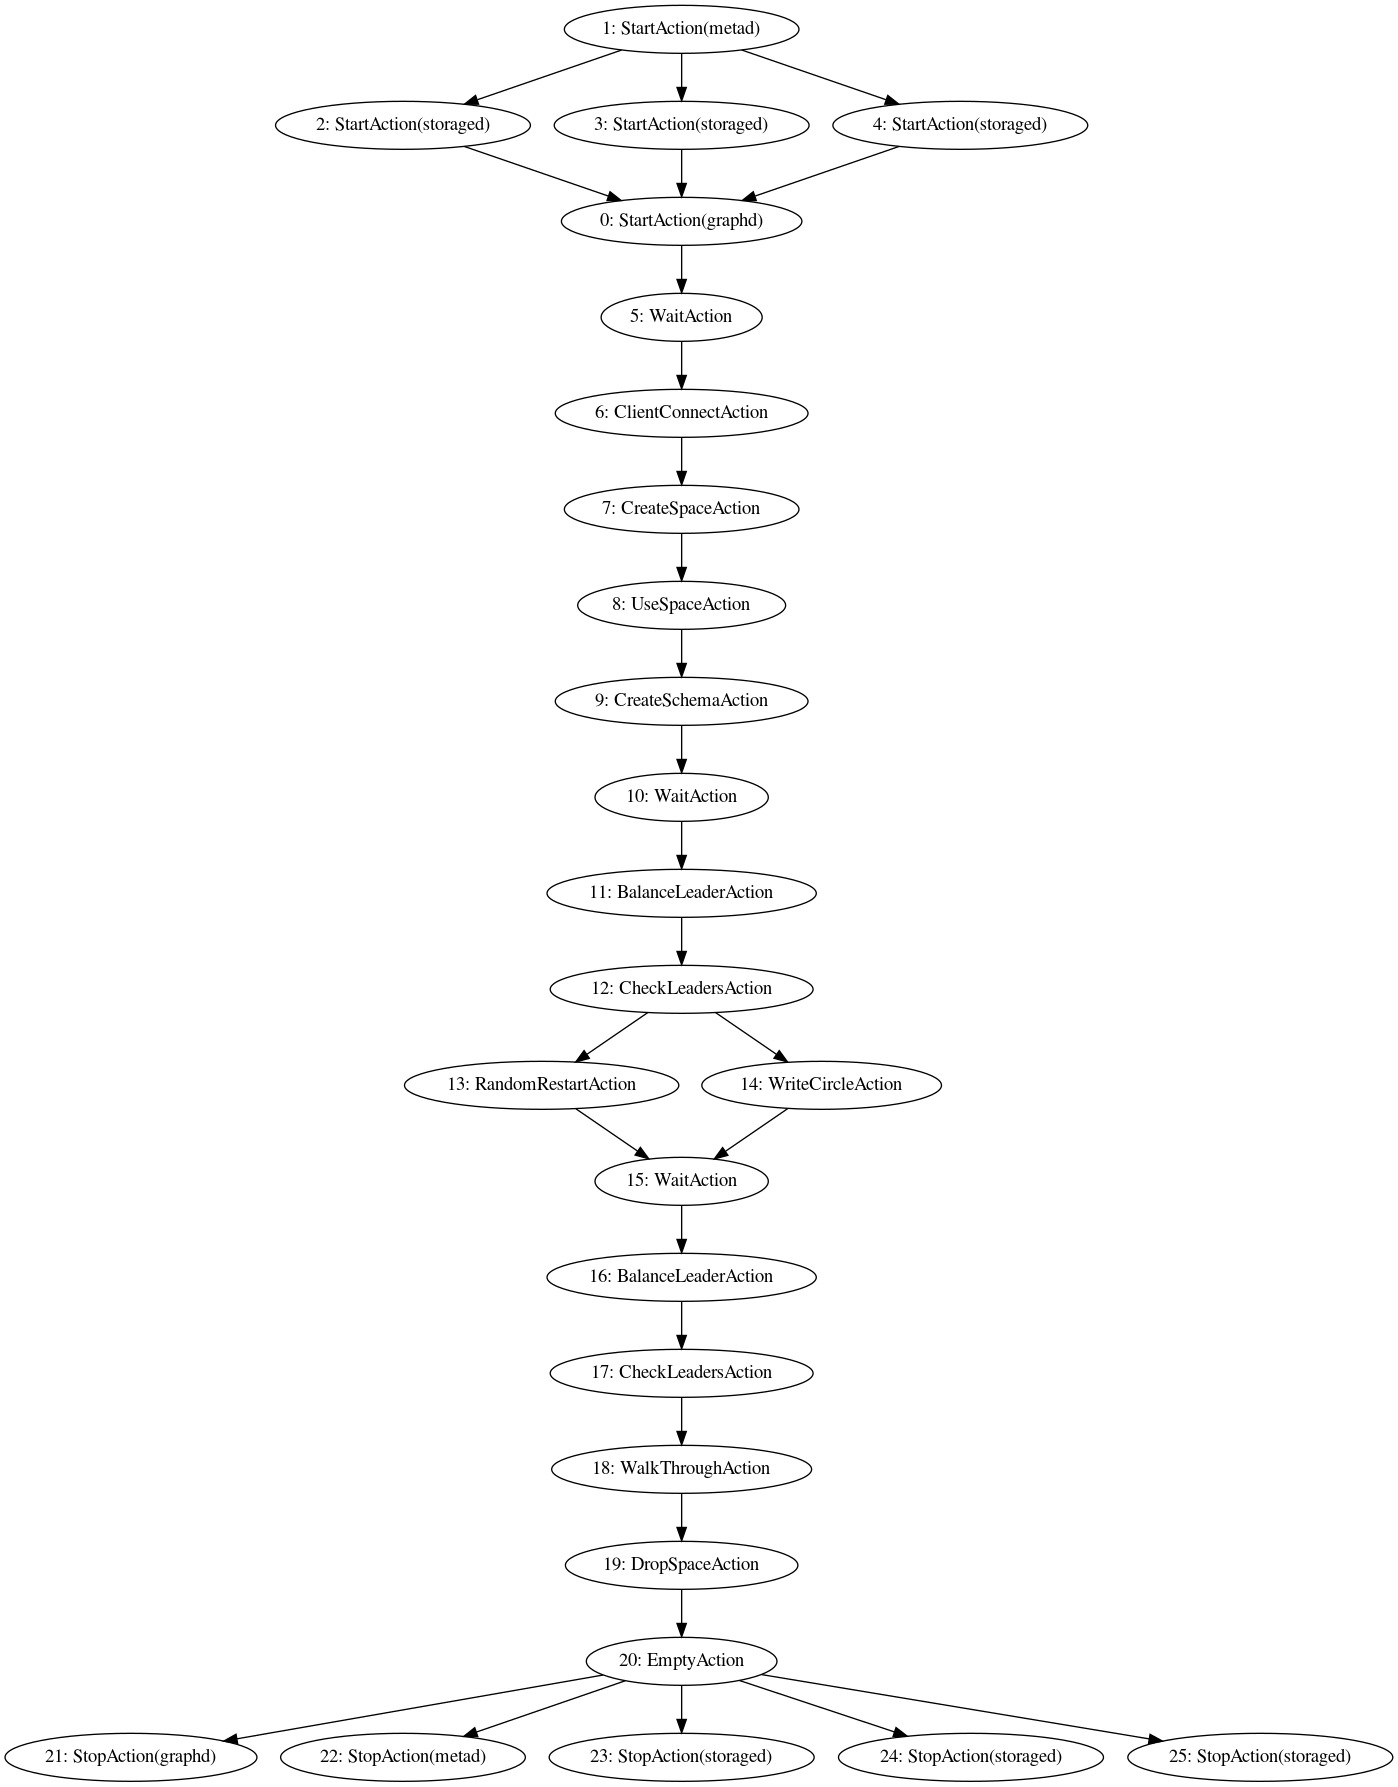 1: StartAction(metad)
2: StartAction(storaged)
3: StartAction(storaged)
4: StartAction(storaged)
0: StartAction(graphd)
5: WaitAction
6: ClientConnectAction
7: CreateSpaceAction
8: UseSpaceAction
9: CreateSchemaAction
10: WaitAction
11: BalanceLeaderAction
12: CheckLeadersAction
13: RandomRestartAction
14: WriteCircleAction
15: WaitAction
16: BalanceLeaderAction
17: CheckLeadersAction
18: WalkThroughAction
19: DropSpaceAction
20: EmptyAction
21: StopAction(graphd)
22: StopAction(metad)
23: StopAction(storaged)
24: StopAction(storaged)
25: StopAction(storaged)